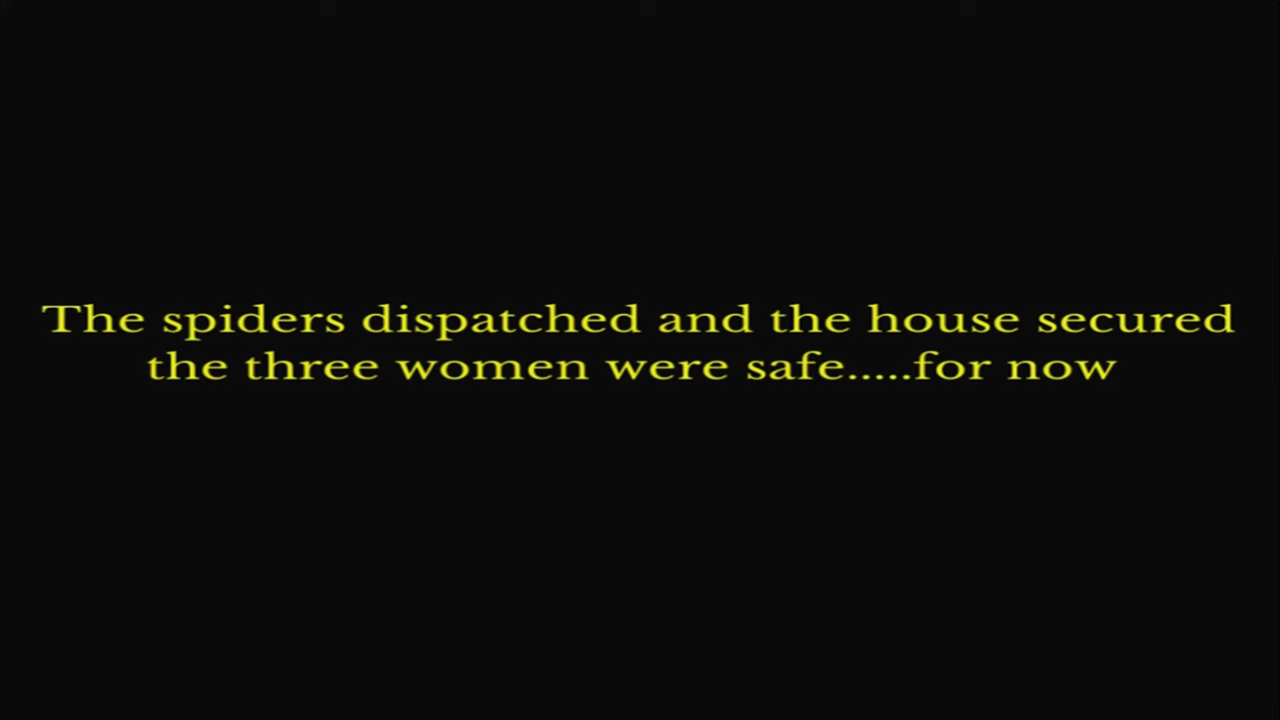 The spiders dispatched and the house secured
the three women were safe.....for now